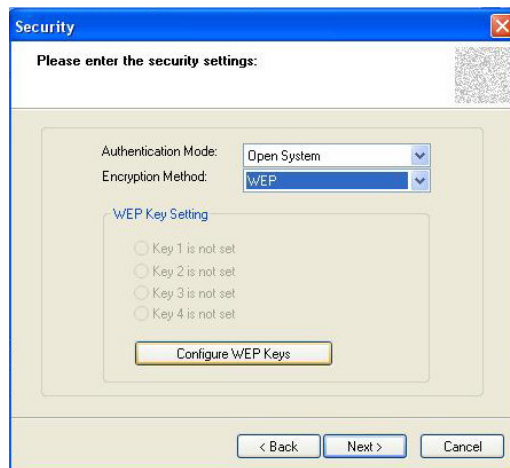 Security
Please enter the security settings:
Authentication Mode: Open System
Encryption Method: WEP
WEP Key Setting
Key 1 is not set
Key 2 is not set
Key 3 is not set
Key 4 is not set
Configure WEP Keys
< Back Next > Cancel